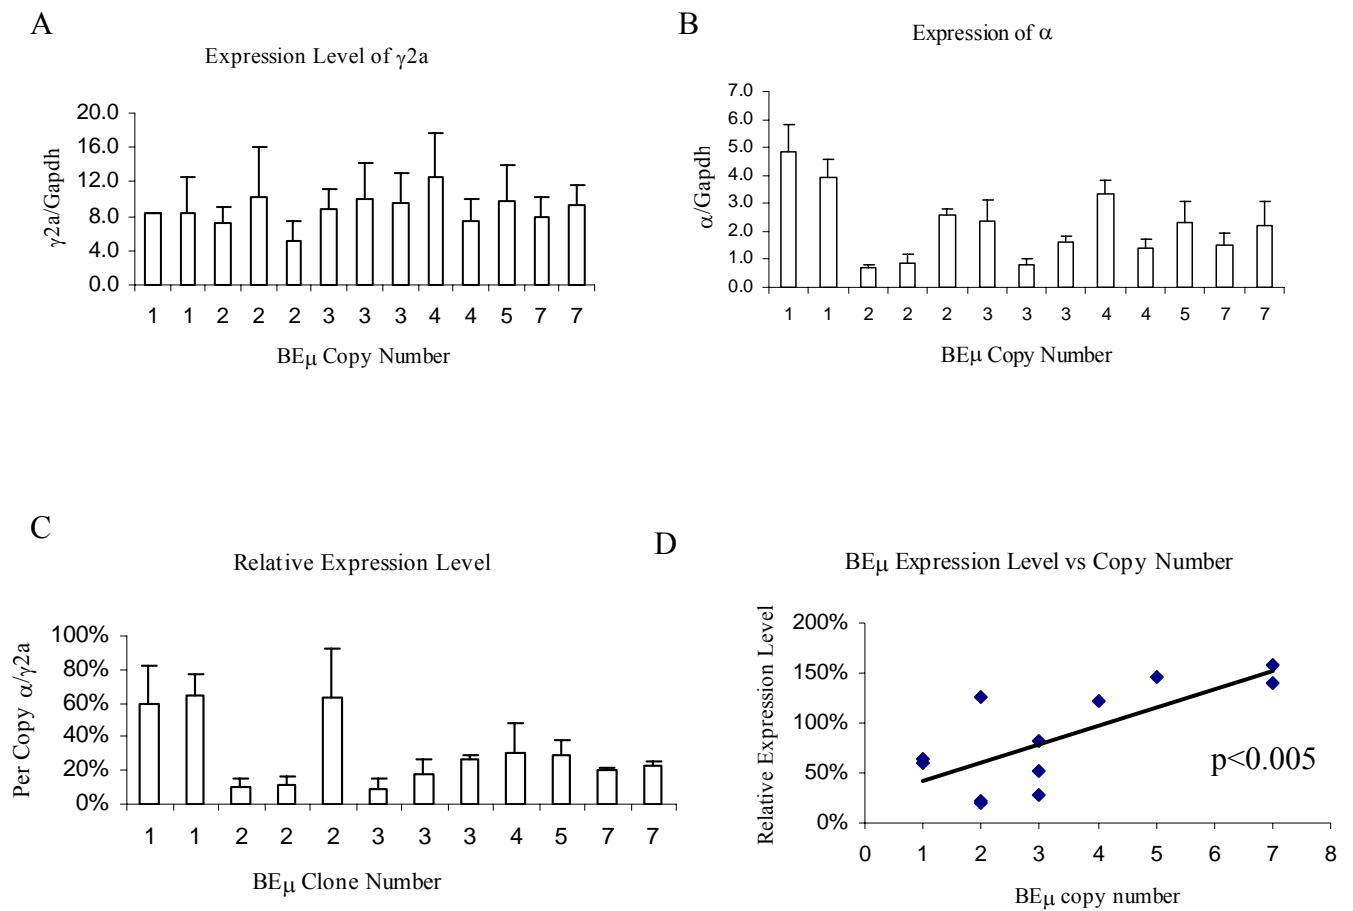 A
Expression Level of γ2a
γ2a/Gapdh
20.0
16.0
12.0
8.0
4.0
0.0
1 1 2 2 2 3 3 3 4 4 5 7 7
BEμ Copy Number
B
Expression of α
α/Gapdh
7.0
6.0
5.0
4.0
3.0
2.0
1.0
0.0
1 1 2 2 2 3 3 3 4 4 5 7 7
BEμ Copy Number
C
Relative Expression Level
Per Copy α/γ2a
100%
80%
60%
40%
20%
0%
1 1 2 2 2 3 3 3 4 5 7 7
BEμ Clone Number
D
BEμ Expression Level vs Copy Number
Relative Expression Level
200%
150%
100%
50%
0%
p<0.005
0 1 2 3 4 5 6 7 8
BEμ copy number